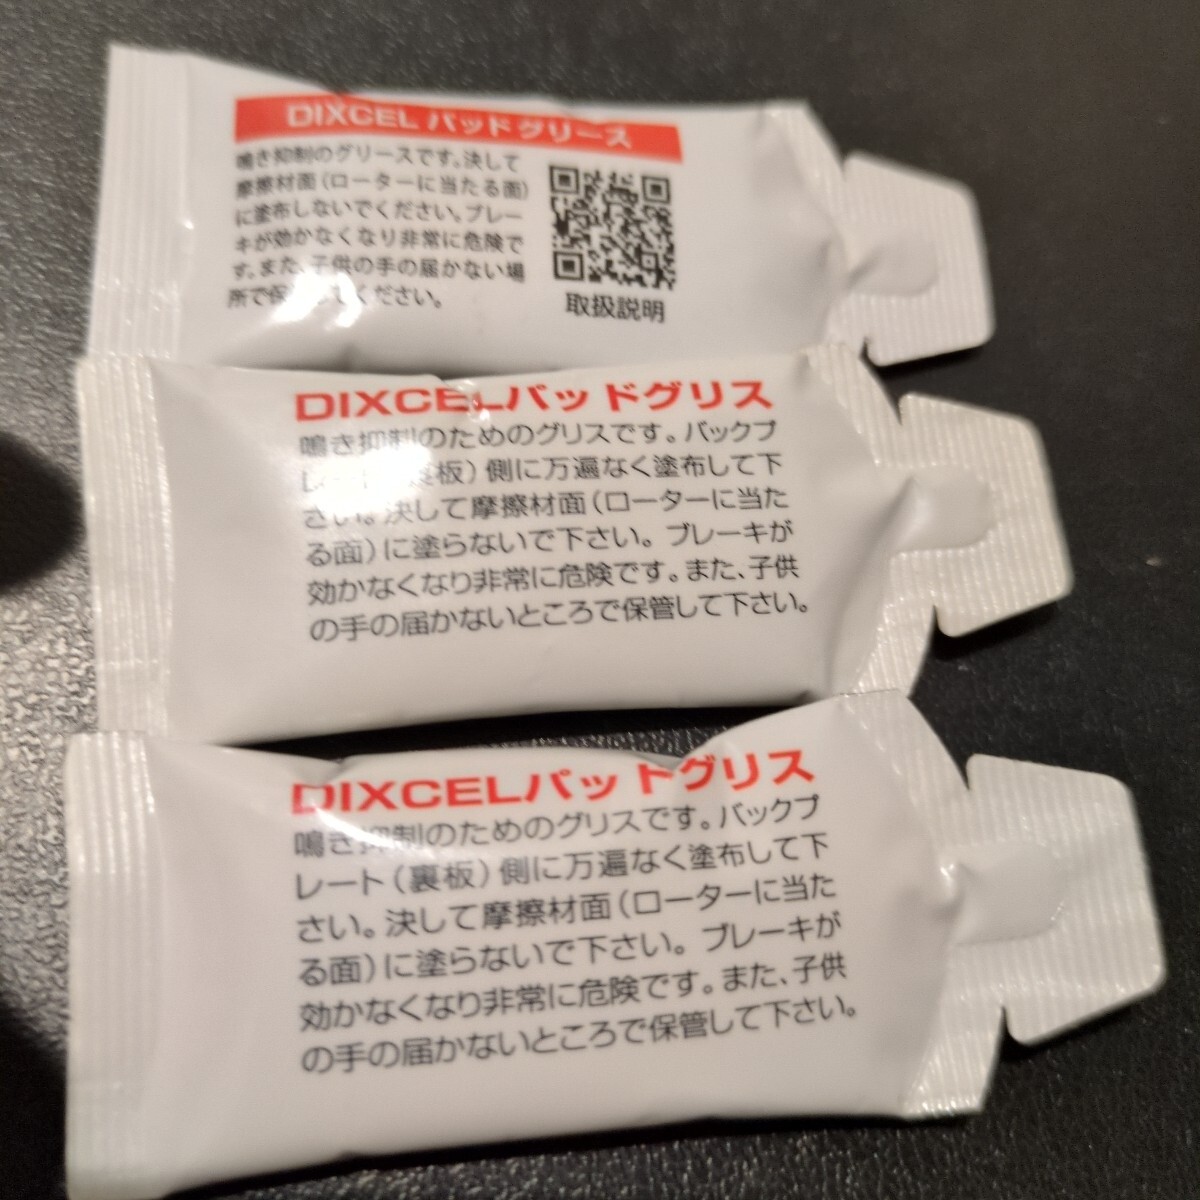 DIXCEL パッドグリース
鳴き抑制のグリースです。決して
摩擦材面(ローターに当たる面)
に塗布しないでください。ブレー
キが効かなくなり非常に危険で
す。また、子供の手の届かない場
所で保 ください。
取扱説明
DIXCELパッドグリス
鳴き抑制のためのグリスです。バックプ
レート(裏板)側に万遍なく塗布して下
さい。決して摩擦材面(ローターに当た
る面)に塗らないで下さい。ブレーキが
効かなくなり非常に危険です。また、子供
の手の届かないところで保管して下さい。
DIXCELパッドグリス
鳴き抑制のためのグリスです。バックプ
レート(裏板)側に万遍なく塗布して下
さい。決して摩擦材面(ローターに当た
る面)に塗らないで下さい。ブレーキが
効かなくなり非常に危険です。また、子供
の手の届かないところで保管して下さい。